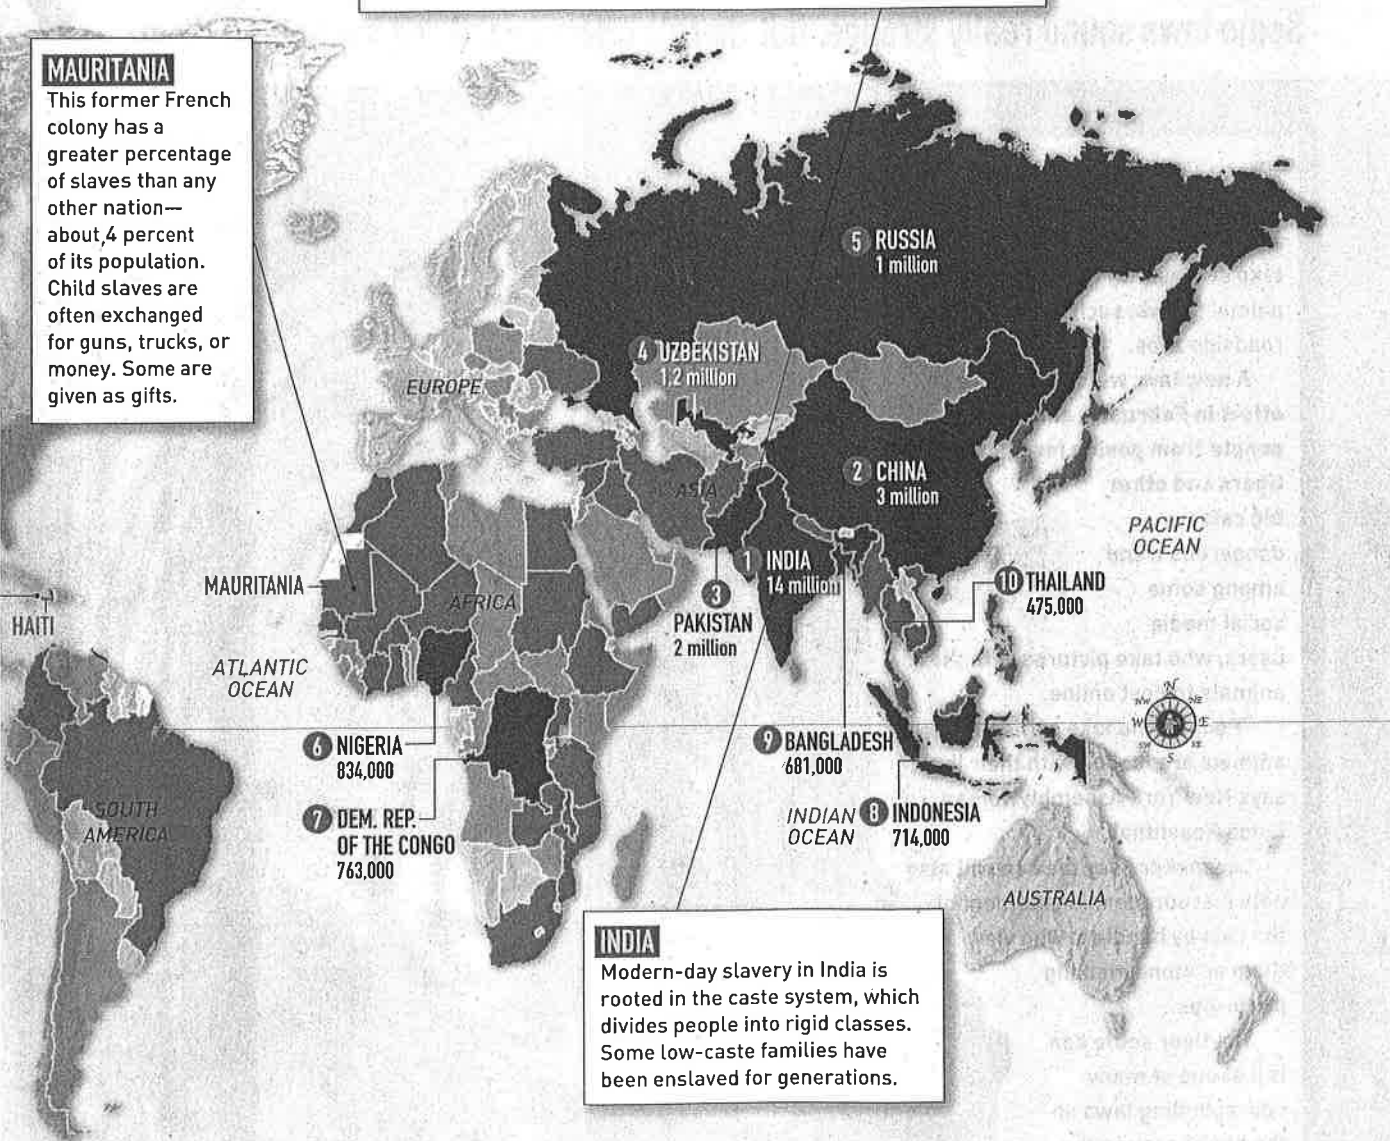 MAURITANIA
This former French
colony has a
greater percentage
of slaves than any
other nation—
about 4 percent
of its population.
Child slaves are
often exchanged
for guns, trucks, or
money. Some are
given as gifts.
5 RUSSIA
1 million
4 UZBEKISTAN
1.2 million
EUROPE
2 CHINA
3 million
ASIA
PACIFIC
OCEAN
1 INDIA
14 million
MAURITANIA
AFRICA
3
PAKISTAN
2 million
10 THAILAND
475,000
HAITI
ATLANTIC
OCEAN
N
NW NE
W E
SW SE
S
6 NIGERIA
834,000
9 BANGLADESH
681,000
7 DEM. REP.
OF THE CONGO
763,000
INDIAN
OCEAN
8 INDONESIA
714,000
SOUTH
AMERICA
AUSTRALIA
INDIA
Modern-day slavery in India is
rooted in the caste system, which
divides people into rigid classes.
Some low-caste families have
been enslaved for generations.